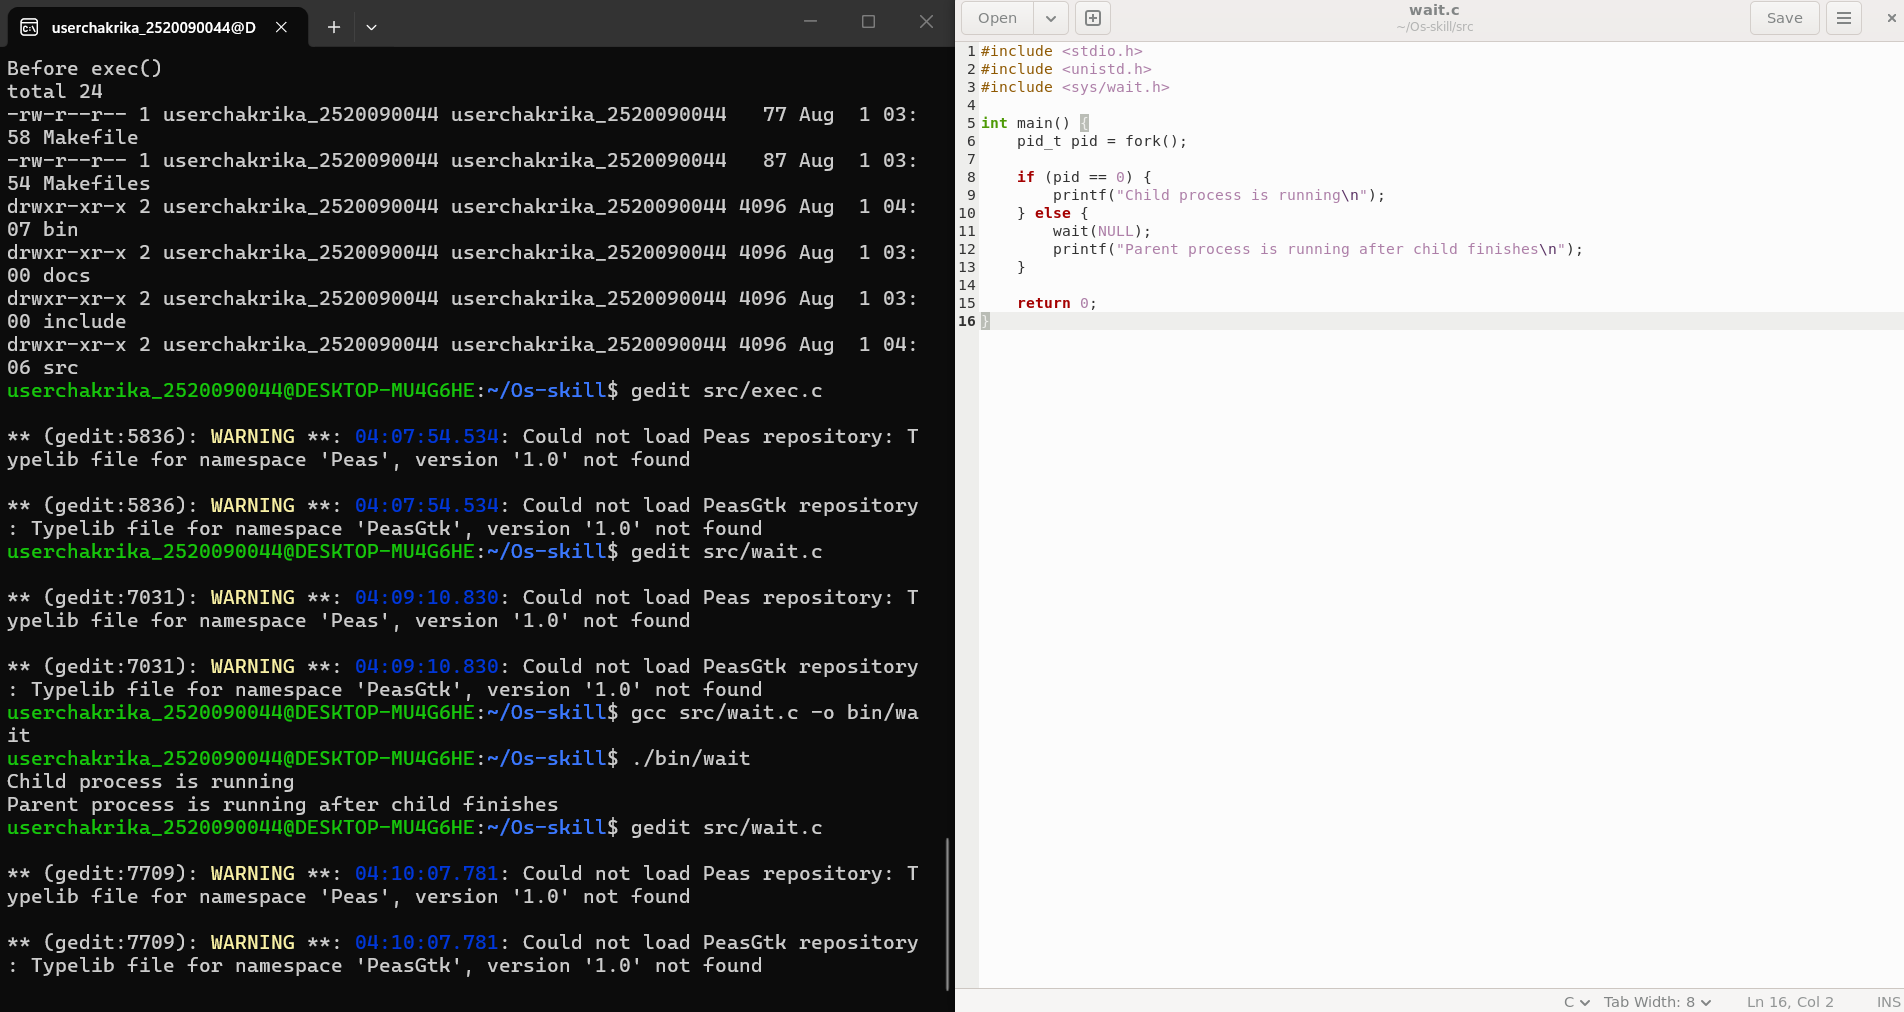 userchakrika_2520090044@D
Before exec()
total 24
-rw-r--r-- 1 userchakrika_2520090044 userchakrika_2520090044   77 Aug  1 03:
58 Makefile
-rw-r--r-- 1 userchakrika_2520090044 userchakrika_2520090044   87 Aug  1 03:
54 Makefiles
drwxr-xr-x 2 userchakrika_2520090044 userchakrika_2520090044 4096 Aug  1 04:
07 bin
drwxr-xr-x 2 userchakrika_2520090044 userchakrika_2520090044 4096 Aug  1 03:
00 docs
drwxr-xr-x 2 userchakrika_2520090044 userchakrika_2520090044 4096 Aug  1 03:
00 include
drwxr-xr-x 2 userchakrika_2520090044 userchakrika_2520090044 4096 Aug  1 04:
06 src
userchakrika_2520090044@DESKTOP-MU4G6HE:~/Os-skill$ gedit src/exec.c
** (gedit:5836): WARNING **: 04:07:54.534: Could not load Peas repository: T
ypelib file for namespace 'Peas', version '1.0' not found
** (gedit:5836): WARNING **: 04:07:54.534: Could not load PeasGtk repository
: Typelib file for namespace 'PeasGtk', version '1.0' not found
userchakrika_2520090044@DESKTOP-MU4G6HE:~/Os-skill$ gedit src/wait.c
** (gedit:7031): WARNING **: 04:09:10.830: Could not load Peas repository: T
ypelib file for namespace 'Peas', version '1.0' not found
** (gedit:7031): WARNING **: 04:09:10.830: Could not load PeasGtk repository
: Typelib file for namespace 'PeasGtk', version '1.0' not found
userchakrika_2520090044@DESKTOP-MU4G6HE:~/Os-skill$ gcc src/wait.c -o bin/wa
it
userchakrika_2520090044@DESKTOP-MU4G6HE:~/Os-skill$ ./bin/wait
Child process is running
Parent process is running after child finishes
userchakrika_2520090044@DESKTOP-MU4G6HE:~/Os-skill$ gedit src/wait.c
** (gedit:7709): WARNING **: 04:10:07.781: Could not load Peas repository: T
ypelib file for namespace 'Peas', version '1.0' not found
** (gedit:7709): WARNING **: 04:10:07.781: Could not load PeasGtk repository
: Typelib file for namespace 'PeasGtk', version '1.0' not found
Open
wait.c
~/Os-skill/src
Save
1 #include <stdio.h>
2 #include <unistd.h>
3 #include <sys/wait.h>
4
5 int main() {
6     pid_t pid = fork();
7
8     if (pid == 0) {
9         printf("Child process is running\n");
10     } else {
11         wait(NULL);
12         printf("Parent process is running after child finishes\n");
13     }
14
15     return 0;
16 }
C Tab Width: 8 Ln 16, Col 2 INS